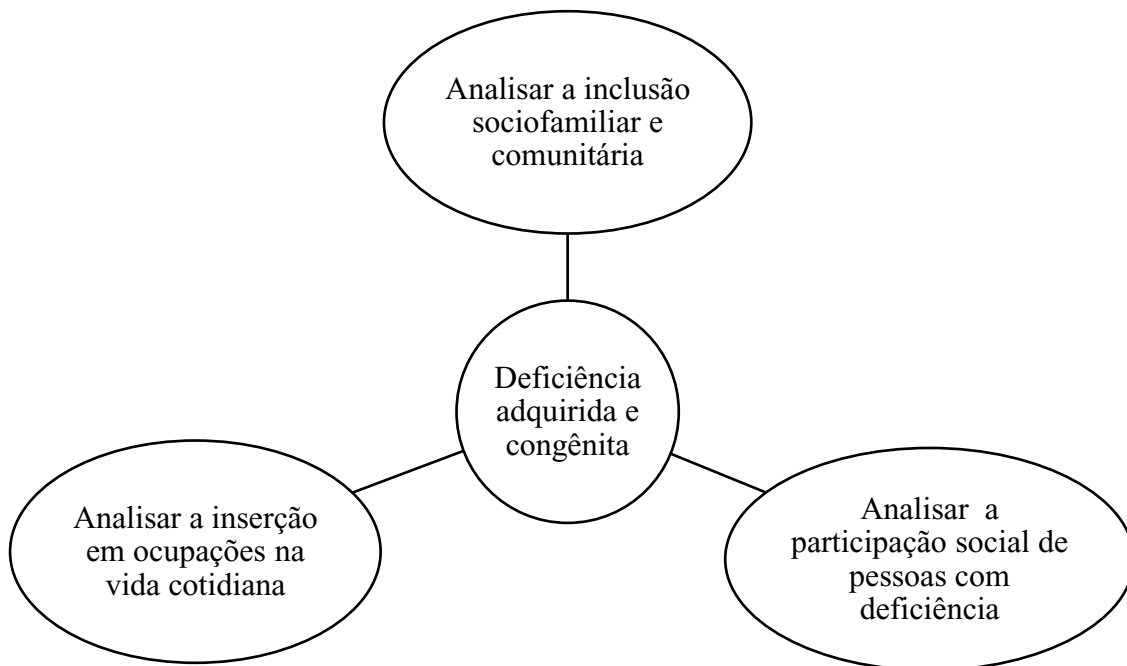 Analisar a inclusão
sociofamiliar e
comunitária
Deficiência
adquirida e
congênita
Analisar a inserção
em ocupações na
vida cotidiana
Analisar  a
participação social de
pessoas com
deficiência